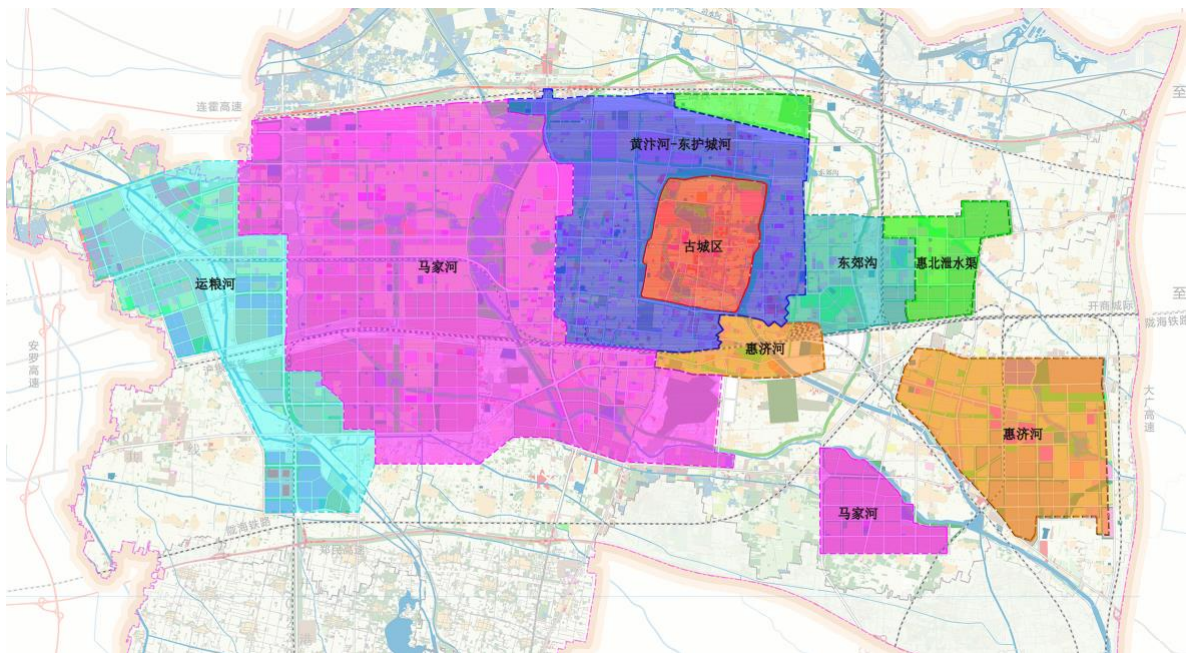 至
连霍高速
黄汴河-东护城河
古城区
马家河
东郊沟
惠北泄水渠
运粮河
至
开商城际
陇海铁路
惠济河
安罗高速
大广高速
惠济河
马家河
陇海铁路
郑民高速